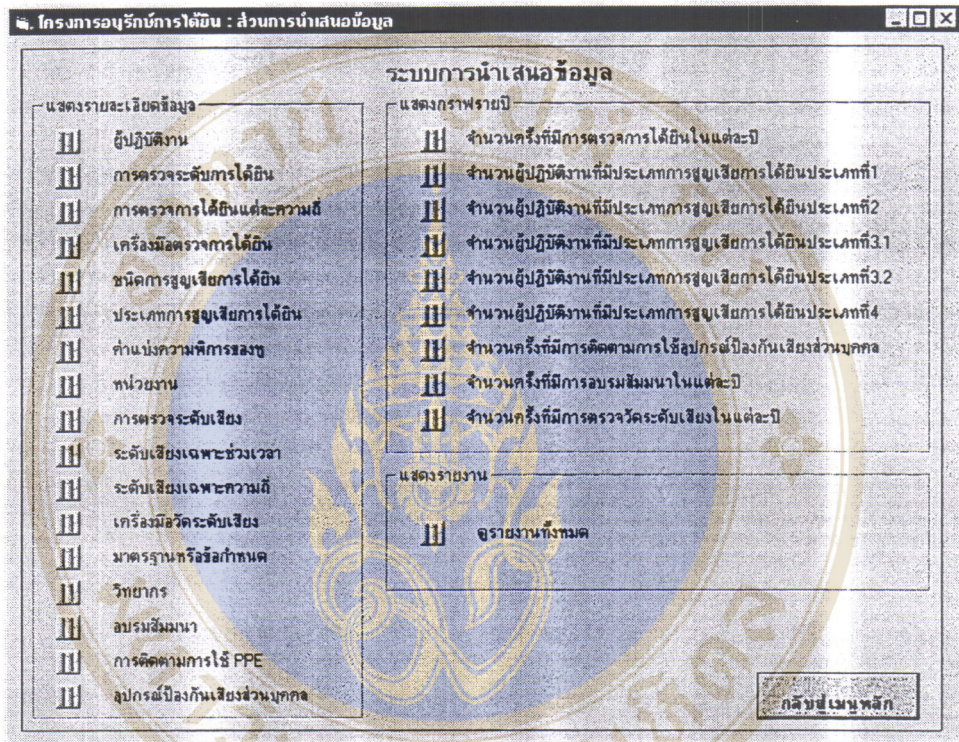 โครงการอนุรักษ์การได้ยิน : ส่วนการนำเสนอข้อมูล
ระบบการนำเสนอข้อมูล
แสดงรายละเอียดข้อมูล
ผู้ปฏิบัติงาน
การตรวจระดับการได้ยิน
การตรวจการได้ยินแต่ละความถี่
เครื่องมือตรวจการได้ยิน
ชนิดการสูญเสียการได้ยิน
ประเภทการสูญเสียการได้ยิน
ค่าแบ่งความพิการของหู
หน่วยงาน
การตรวจระดับเสียง
ระดับเสียงเฉพาะช่วงเวลา
ระดับเสียงเฉพาะความถี่
เครื่องมือวัดระดับเสียง
มาตรฐานหรือข้อกำหนด
วิทยากร
อบรมสัมมนา
การติดตามการใช้ PPE
อุปกรณ์ป้องกันเสียงส่วนบุคคล
แสดงกราฟรายปี
จำนวนครั้งที่มีการตรวจการได้ยินในแต่ละปี
จำนวนผู้ปฏิบัติงานที่มีประเภทการสูญเสียการได้ยินประเภทที่1
จำนวนผู้ปฏิบัติงานที่มีประเภทการสูญเสียการได้ยินประเภทที่2
จำนวนผู้ปฏิบัติงานที่มีประเภทการสูญเสียการได้ยินประเภทที่3.1
จำนวนผู้ปฏิบัติงานที่มีประเภทการสูญเสียการได้ยินประเภทที่3.2
จำนวนผู้ปฏิบัติงานที่มีประเภทการสูญเสียการได้ยินประเภทที่4
จำนวนครั้งที่มีการติดตามการใช้อุปกรณ์ป้องกันเสียงส่วนบุคคล
จำนวนครั้งที่มีการอบรมสัมมนาในแต่ละปี
จำนวนครั้งที่มีการตรวจวัดระดับเสียงในแต่ละปี
แสดงรายงาน
ดูรายงานทั้งหมด
กลับสู่เมนูหลัก